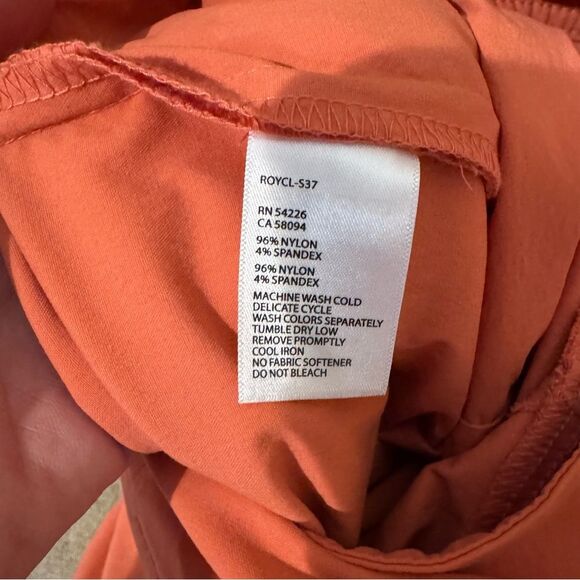 ROYCL-S37
RN 54226
CA 58094
96% NYLON
4% SPANDEX
96% NYLON
4% SPANDEX
MACHINE WASH COLD
DELICATE CYCLE
WASH COLORS SEPARATELY
TUMBLE DRY LOW
REMOVE PROMPTLY
COOL IRON
NO FABRIC SOFTENER
DO NOT BLEACH